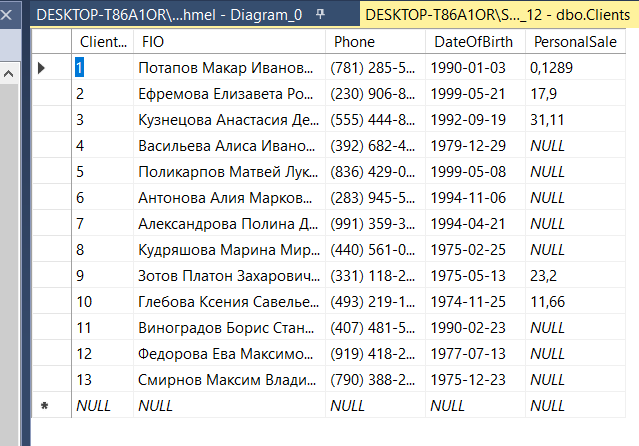 DESKTOP-T86A1OR\...hmel - Diagram_0 DESKTOP-T86A1OR\S..._12 - dbo.Clients
Client... FIO Phone DateOfBirth PersonalSale
1 Потапов Макар Иванов... (781) 285-5... 1990-01-03 0,1289
2 Ефремова Елизавета Ро... (230) 906-8... 1999-05-21 17,9
3 Кузнецова Анастасия Де... (555) 444-8... 1992-09-19 31,11
4 Васильева Алиса Ивано... (392) 682-4... 1979-12-29 NULL
5 Поликарпов Матвей Лук... (836) 429-0... 1999-05-08 NULL
6 Антонова Алия Марков... (283) 945-5... 1994-11-06 NULL
7 Александрова Полина Д... (991) 359-3... 1994-04-21 NULL
8 Кудряшова Марина Мир... (440) 561-0... 1975-02-25 NULL
9 Зотов Платон Захарович... (331) 118-2... 1975-05-13 23,2
10 Глебова Ксения Савелье... (493) 219-1... 1974-11-25 11,66
11 Виноградов Борис Стан... (407) 481-5... 1990-02-23 NULL
12 Федорова Ева Максимо... (919) 418-2... 1977-07-13 NULL
13 Смирнов Максим Влади... (790) 388-2... 1975-12-23 NULL
NULL NULL NULL NULL NULL